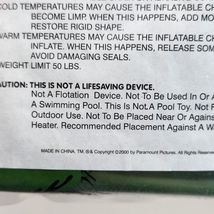 COLD TEMPERATURES MAY CAUSE THE INFLATABLE C
BECOME LIMP WHEN THIS HAPPENS, ADD MO
RESTORE RIGID SHAPE.
WARM TEMPERATURES MAY CAUSE THE INFLATABLE C
INFLATE. WHEN THIS HAPPENS, RELEASE SOM
AVOID DAMAGING SEALS.
WEIGHT LIMIT 50 LBS.
CAUTION: THIS IS NOT A LIFESAVING DEVICE.
Not A Flotation Device. Not To Be Used In Or A
A Swimming Pool. This Is Not A Pool Toy. Not F
Outdoor Use. Not To Be Placed Near or Agains
Heater. Recommended Placement Against A W
MADE IN CHINA. ®& Copyright ©2000 by Paramount Pictures. All Rights Reserved.